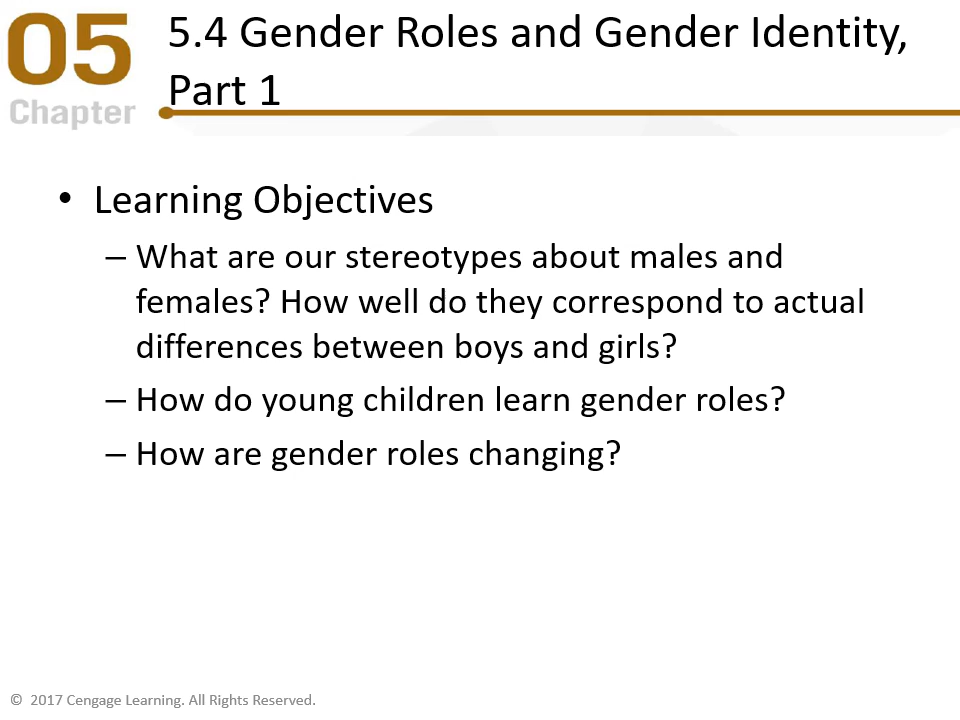 05
Chapter
5.4 Gender Roles and Gender Identity,
Part 1
• Learning Objectives
– What are our stereotypes about males and
females? How well do they correspond to actual
differences between boys and girls?
– How do young children learn gender roles?
– How are gender roles changing?
© 2017 Cengage Learning. All Rights Reserved.